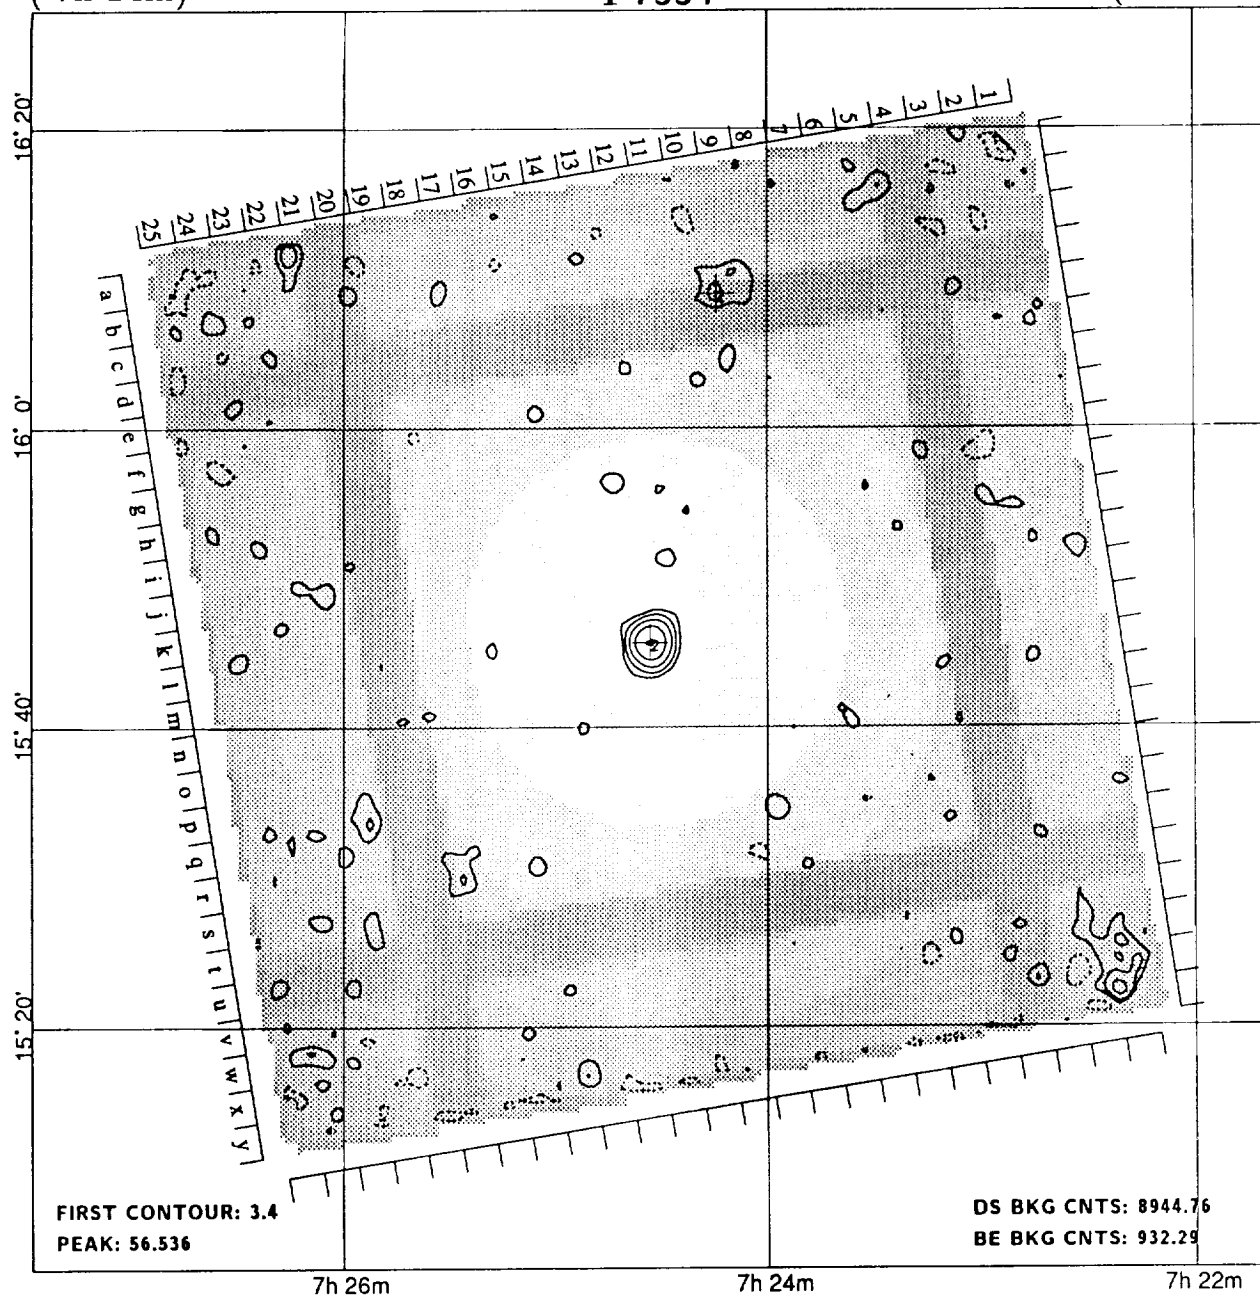 16° 20'
16° 0'
15° 40'
15° 20'
1 2 3 4 5 6 7 8 9 10 11 12 13 14 15 16 17 18 19 20 21 22 23 24 25
a b c d e f g h i j k l m n o p q r s t u v w x y
2
FIRST CONTOUR: 3.4
PEAK: 56.536
DS BKG CNTS: 8944.76
BE BKG CNTS: 932.29
7h 26m
7h 24m
7h 22m